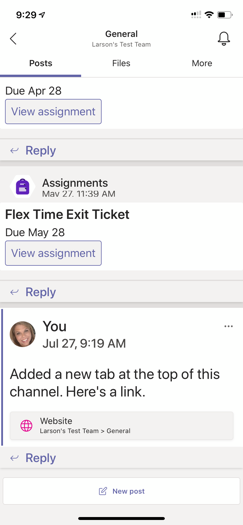 9:29
General
Larson's Test Team
Posts Files More
Due Apr 28
View assignment
Reply
Assignments
May 27, 11:39 AM
Flex Time Exit Ticket
Due May 28
View assignment
Reply
You
Jul 27, 9:19 AM
Added a new tab at the top of this
channel. Here's a link.
Website
Larson's Test Team > General
Reply
New post